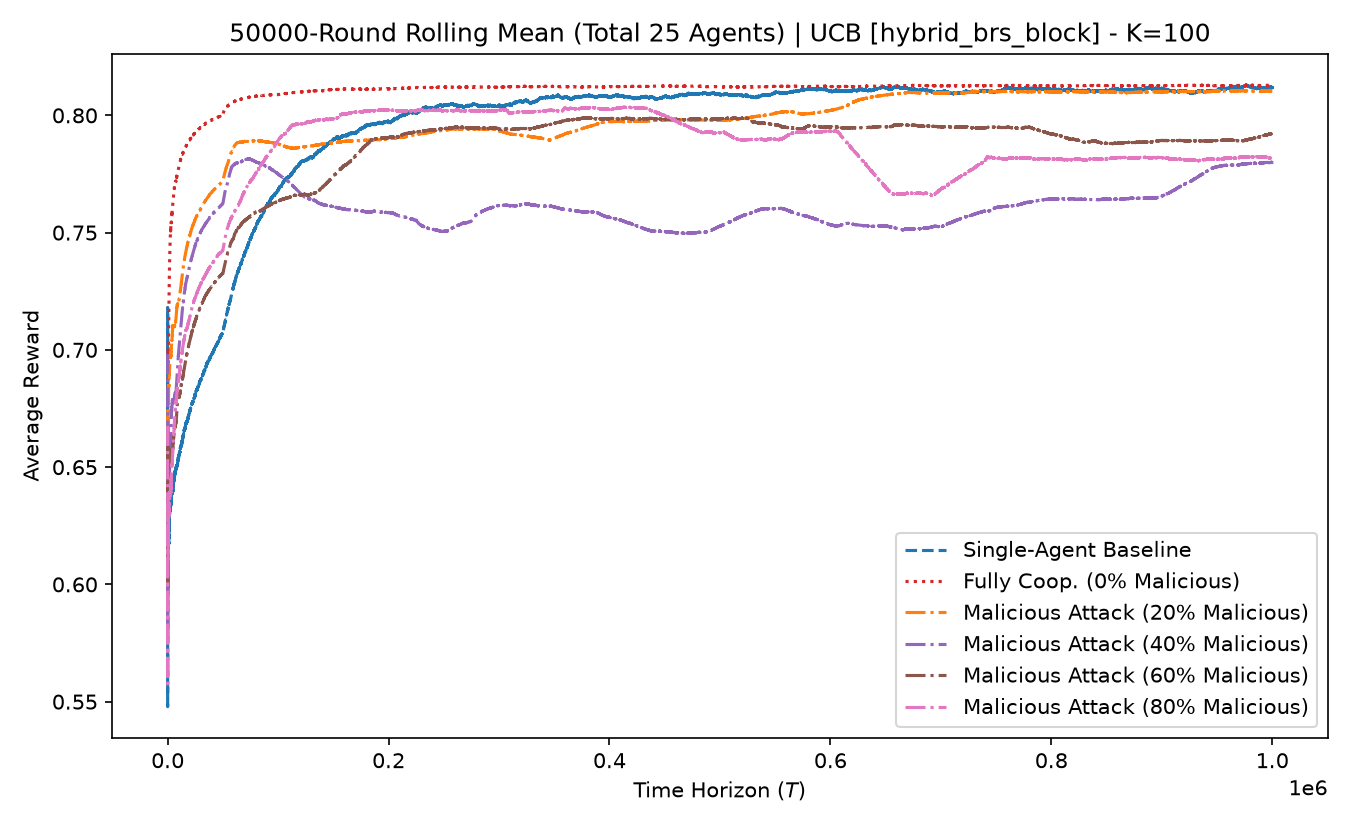 50000-Round Rolling Mean (Total 25 Agents) | UCB [hybrid_brs_block] - K=100
Average Reward
0.80
0.75
0.70
0.65
0.60
0.55
Single-Agent Baseline
Fully Coop. (0% Malicious)
Malicious Attack (20% Malicious)
Malicious Attack (40% Malicious)
Malicious Attack (60% Malicious)
Malicious Attack (80% Malicious)
0.0 0.2 0.4 0.6 0.8 1.0
1e6
Time Horizon (T)